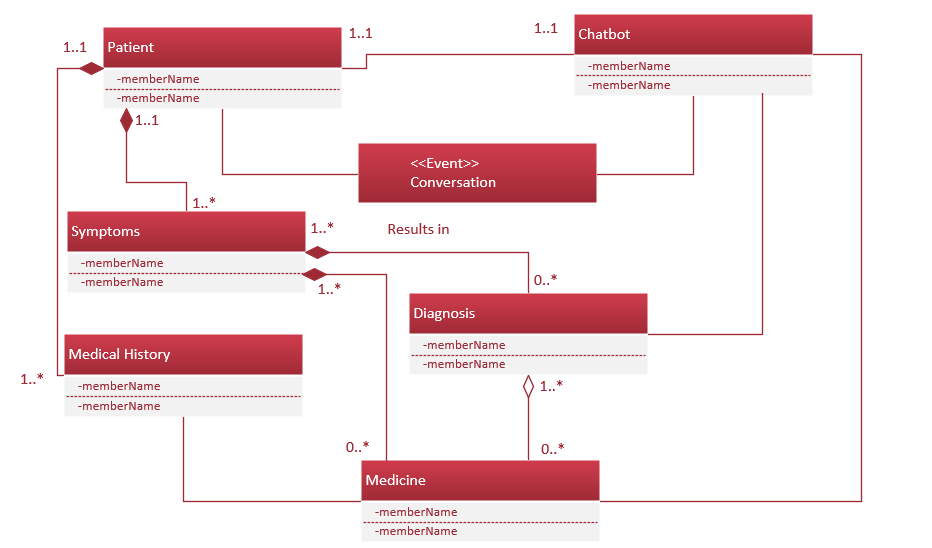 1..1
Patient
-memberName
-memberName
1..1
1..1
Chatbot
-memberName
-memberName
1..1
<<Event>>
Conversation
1..*
Symptoms
-memberName
-memberName
1..*
Results in
1..*
0..*
Diagnosis
-memberName
-memberName
Medical History
-memberName
-memberName
1..*
1..*
0..*
0..*
Medicine
-memberName
-memberName